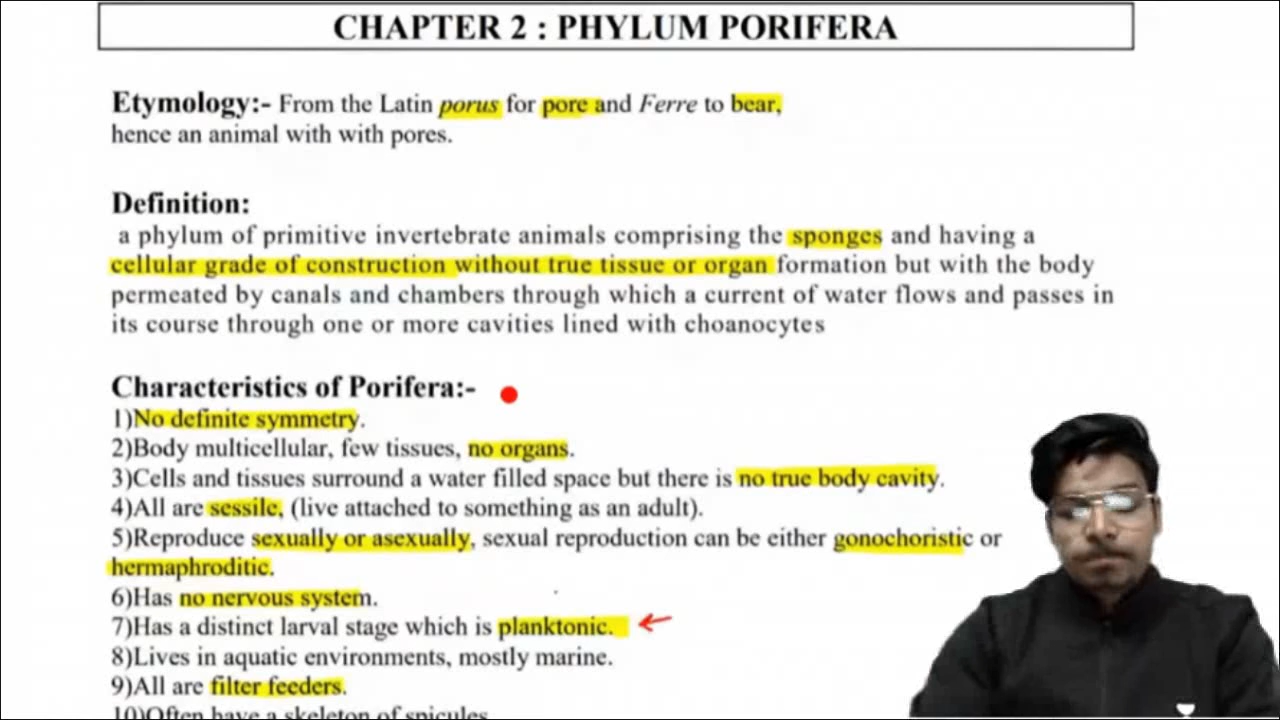 CHAPTER 2 : PHYLUM PORIFERA
Etymology:- From the Latin porus for pore and Ferre to bear,
hence an animal with with pores.
Definition:
a phylum of primitive invertebrate animals comprising the sponges and having a
cellular grade of construction without true tissue or organ formation but with the body
permeated by canals and chambers through which a current of water flows and passes in
its course through one or more cavities lined with choanocytes
Characteristics of Porifera:-
1)No definite symmetry.
2)Body multicellular, few tissues, no organs.
3)Cells and tissues surround a water filled space but there is no true body cavity.
4)All are sessile, (live attached to something as an adult).
5)Reproduce sexually or asexually, sexual reproduction can be either gonochoristic or
hermaphroditic.
6)Has no nervous system.
7)Has a distinct larval stage which is planktonic.
8)Lives in aquatic environments, mostly marine.
9)All are filter feeders.
10)Often have a skeleton of spicules